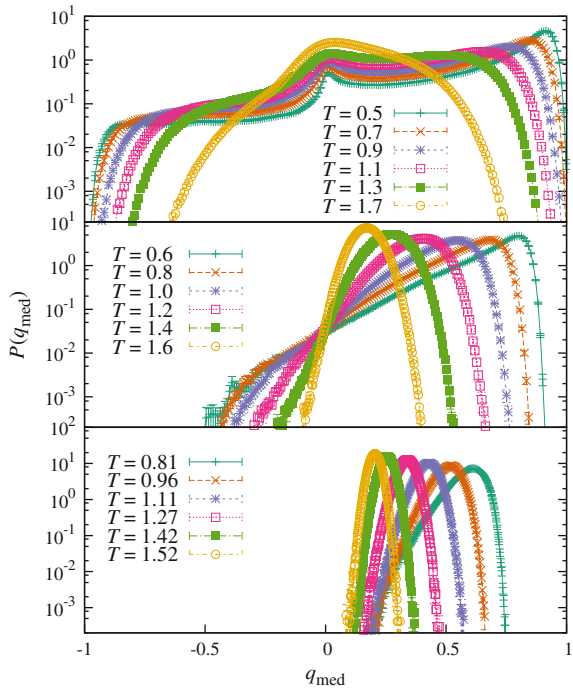 10^1
10^0
10^-1
10^-2
10^-3
T = 0.5
T = 0.7
T = 0.9
T = 1.1
T = 1.3
T = 1.7
10^1
10^0
10^-1
10^-2
10^-3
T = 0.6
T = 0.8
T = 1.0
T = 1.2
T = 1.4
T = 1.6
P(q_med)
10^2
10^1
10^0
10^-1
10^-2
10^-3
T = 0.81
T = 0.96
T = 1.11
T = 1.27
T = 1.42
T = 1.52
-1 -0.5 0 0.5 1
q_med